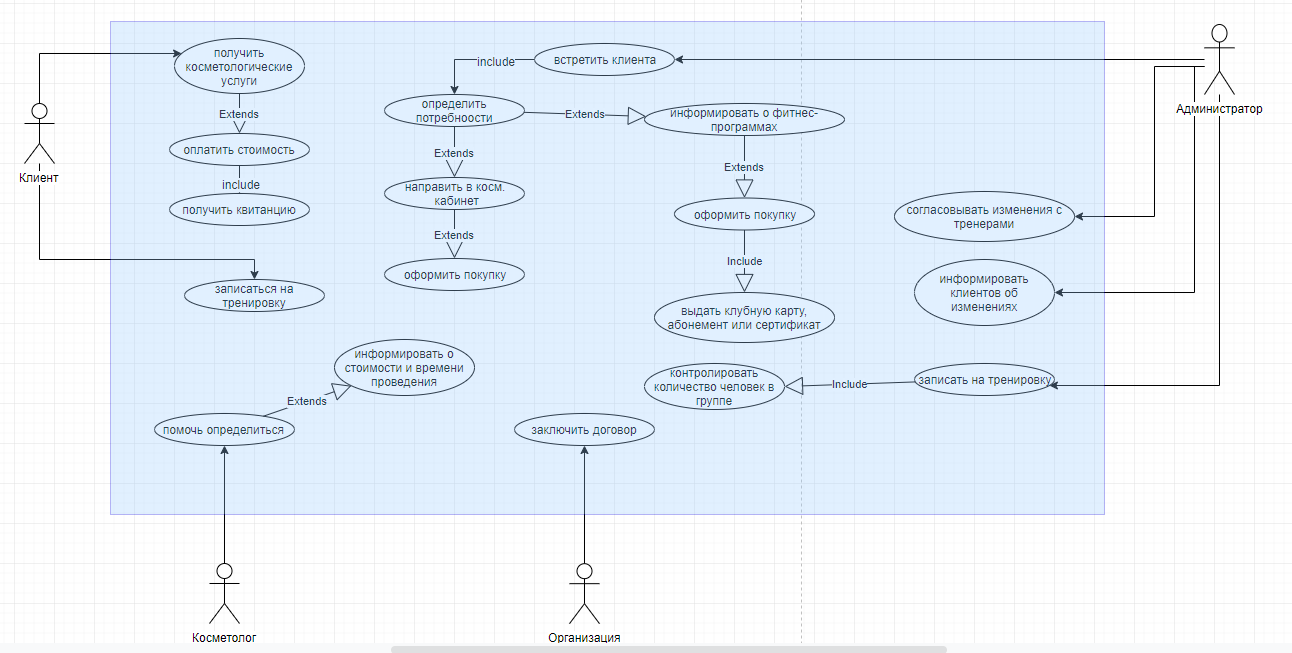 получить
косметологические
услуги
Extends
оплатить стоимость
include
получить квитанцию
записаться на
тренировку
Клиент
встретить клиента
include
определить
потребноости
Extends
информировать о фитнес-
программах
Extends
направить в косм.
кабинет
Extends
оформить покупку
Extends
оформить покупку
Include
выдать клубную карту,
абонемент или сертификат
Администратор
согласовывать изменения с
тренерами
информировать
клиентов об
изменениях
записать на тренировку
Include
контролировать
количество человек в
группе
информировать о
стоимости и времени
проведения
Extends
помочь определиться
заключить договор
Косметолог
Организация